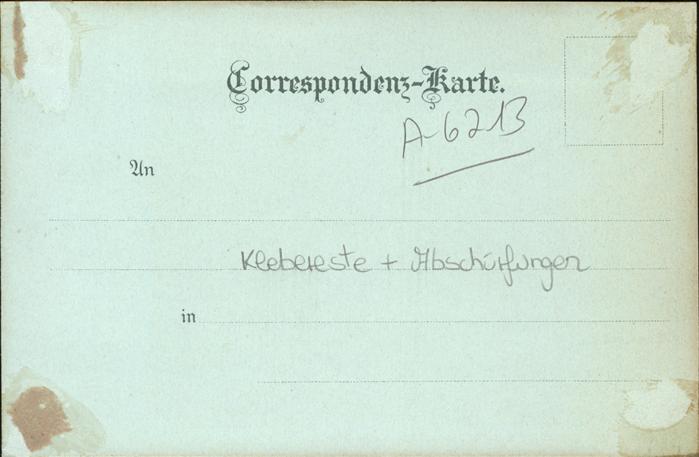 Correspondenz-Karte.
A-6213
An
Klebereste + Abschürfungen
in